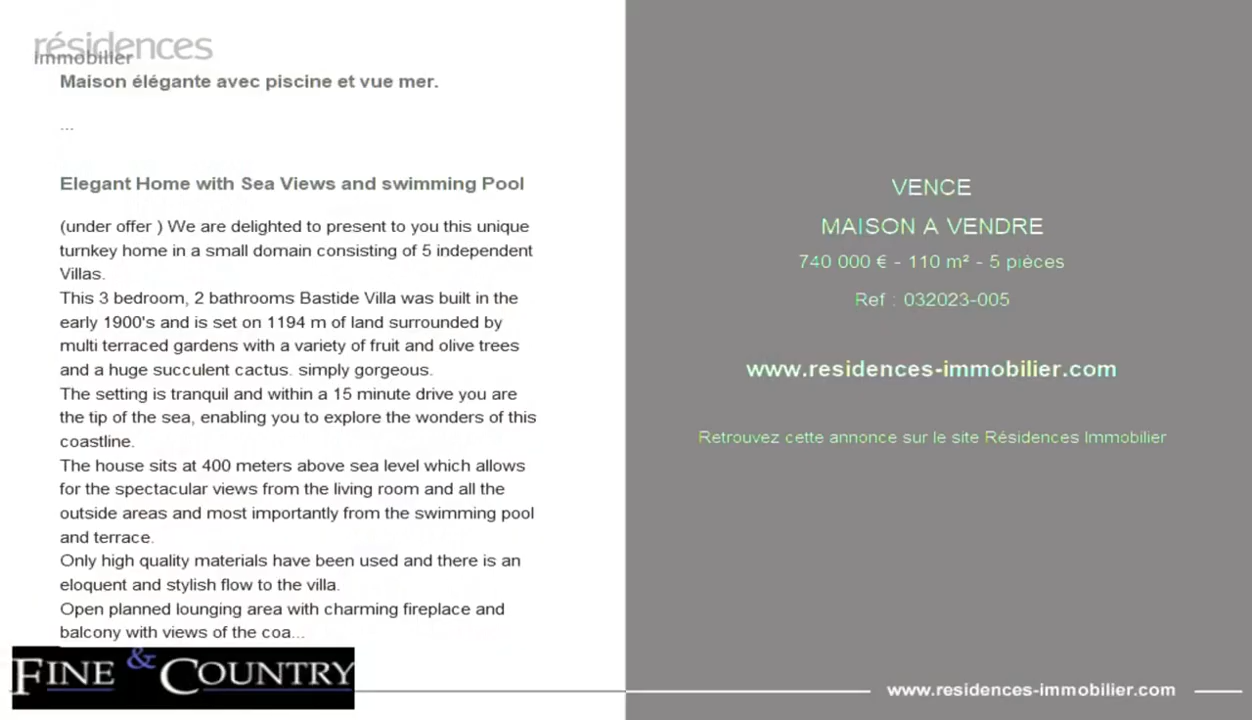 résidences
Immobilier
Maison élégante avec piscine et vue mer.
...
Elegant Home with Sea Views and swimming Pool
(under offer ) We are delighted to present to you this unique
turnkey home in a small domain consisting of 5 independent
Villas.
This 3 bedroom, 2 bathrooms Bastide Villa was built in the
early 1900's and is set on 1194 m of land surrounded by
multi terraced gardens with a variety of fruit and olive trees
and a huge succulent cactus. simply gorgeous.
The setting is tranquil and within a 15 minute drive you are
the tip of the sea, enabling you to explore the wonders of this
coastline.
The house sits at 400 meters above sea level which allows
for the spectacular views from the living room and all the
outside areas and most importantly from the swimming pool
and terrace.
Only high quality materials have been used and there is an
eloquent and stylish flow to the villa.
Open planned lounging area with charming fireplace and
balcony with views of the coa...
FINE & COUNTRY
VENCE
MAISON A VENDRE
740 000 € - 110 m² - 5 pièces
Ref : 032023-005
www.residences-immobilier.com
Retrouvez cette annonce sur le site Résidences Immobilier
www.residences-immobilier.com